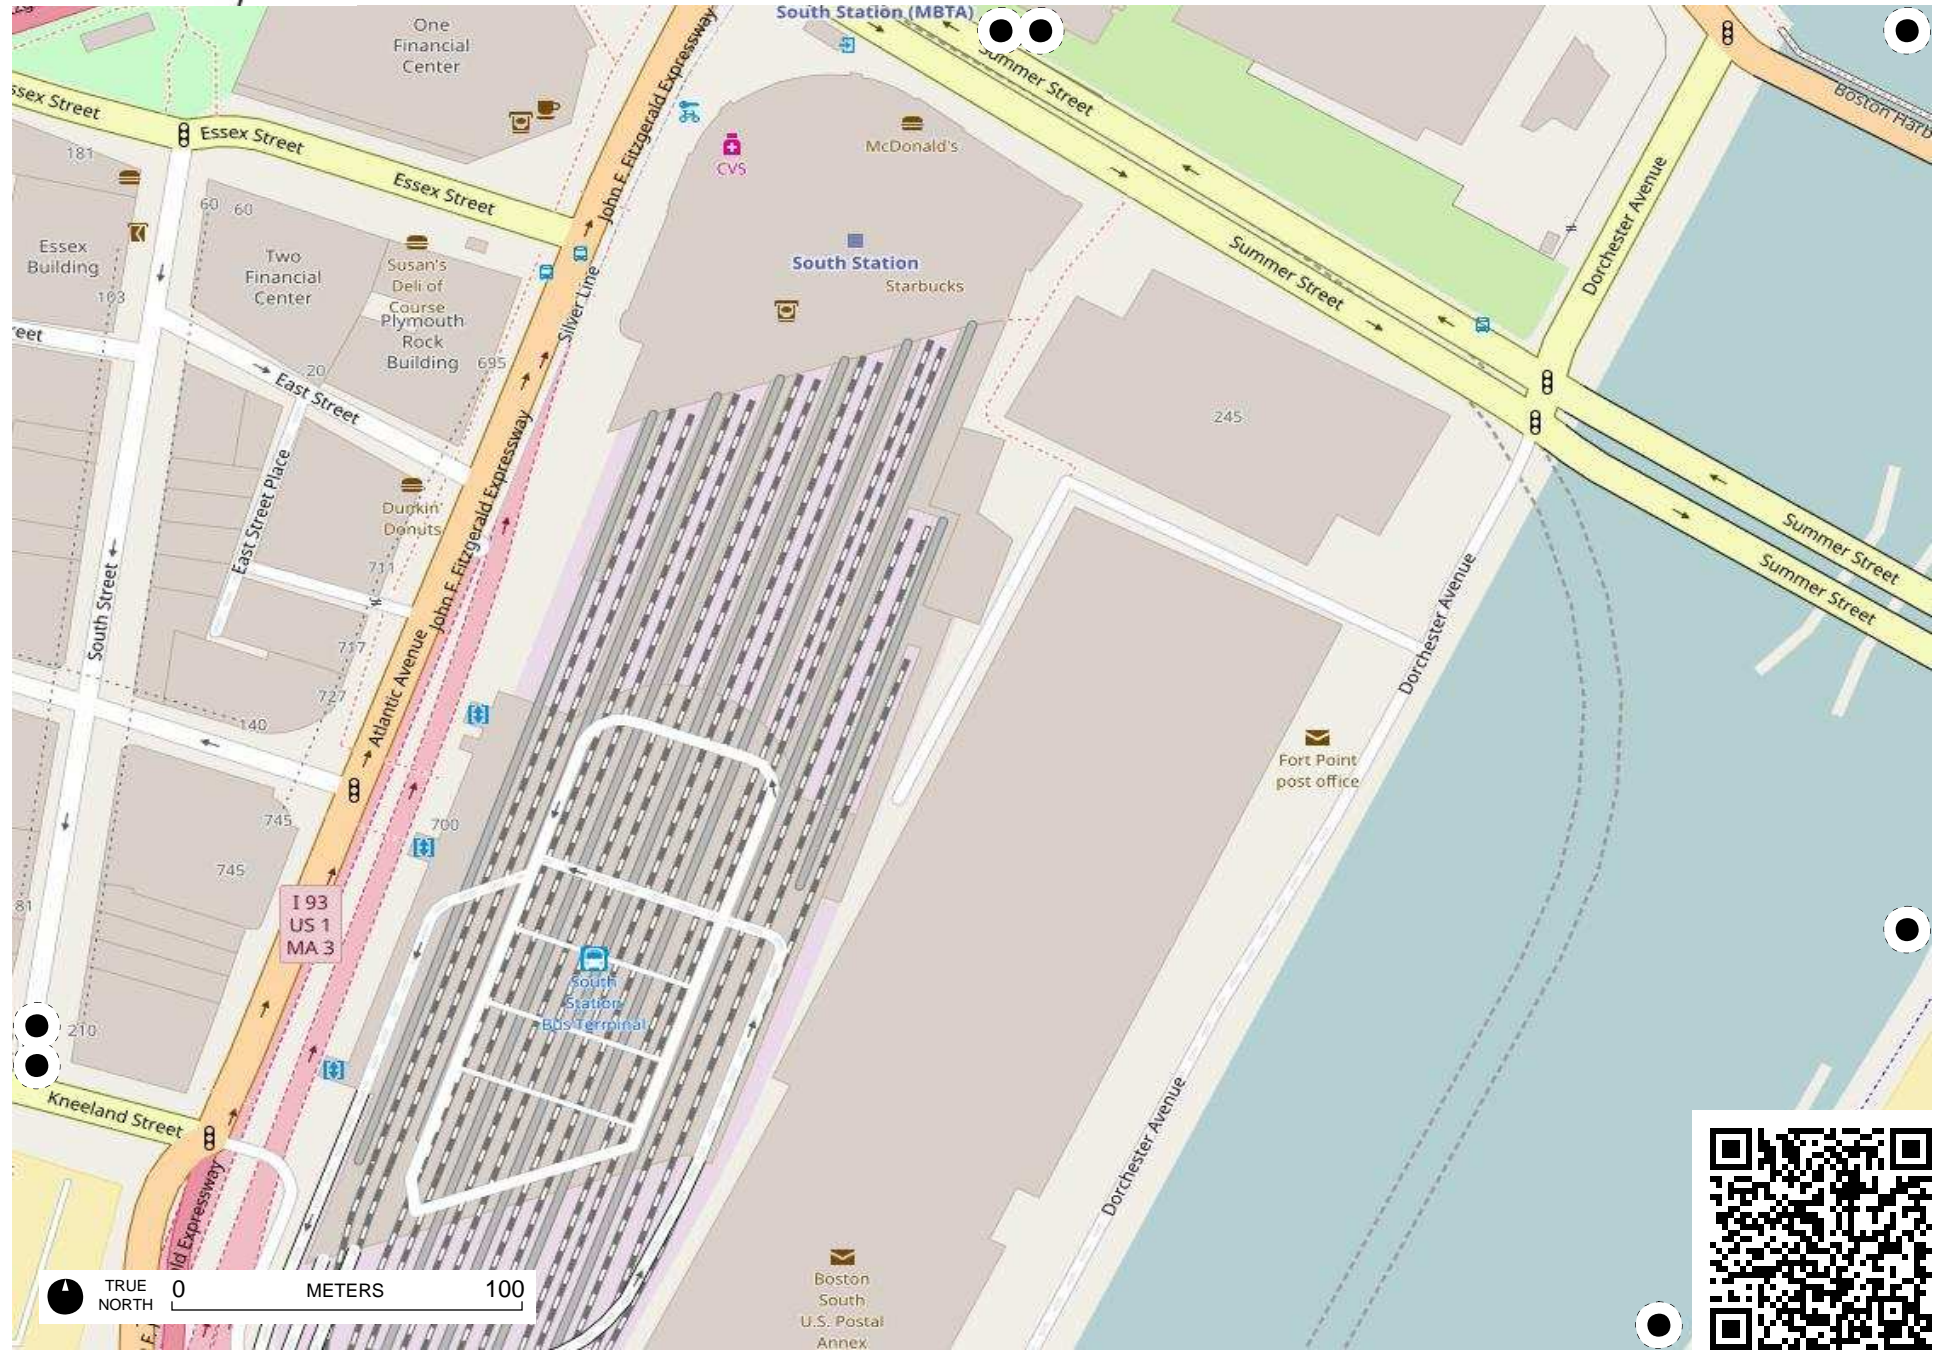 South Station (MBTA)
One
Financial
Center
John F. Fitzgerald Expressway
Summer Street
Boston Harb
ssex Street
Essex Street
Essex Street
181
CVS
McDonald's
Dorchester Avenue
60
60
Essex
Building
103
Two
Financial
Center
Susan's
Deli of
Course
Plymouth
Rock
Building
695
Silver Line
South Station
Starbucks
Summer Street
reet
20
East Street
245
East Street Place
Dunkin'
Donuts
John F. Fitzgerald Expressway
711
South Street
717
727
140
Atlantic Avenue
Summer Street
Summer Street
Dorchester Avenue
Fort Point
post office
745
700
745
81
I 93
US 1
MA 3
South
Station
Bus Terminal
210
Kneeland Street
ld Expressway
Dorchester Avenue
Boston
South
U.S. Postal
Annex
TRUE
NORTH
0
METERS
100